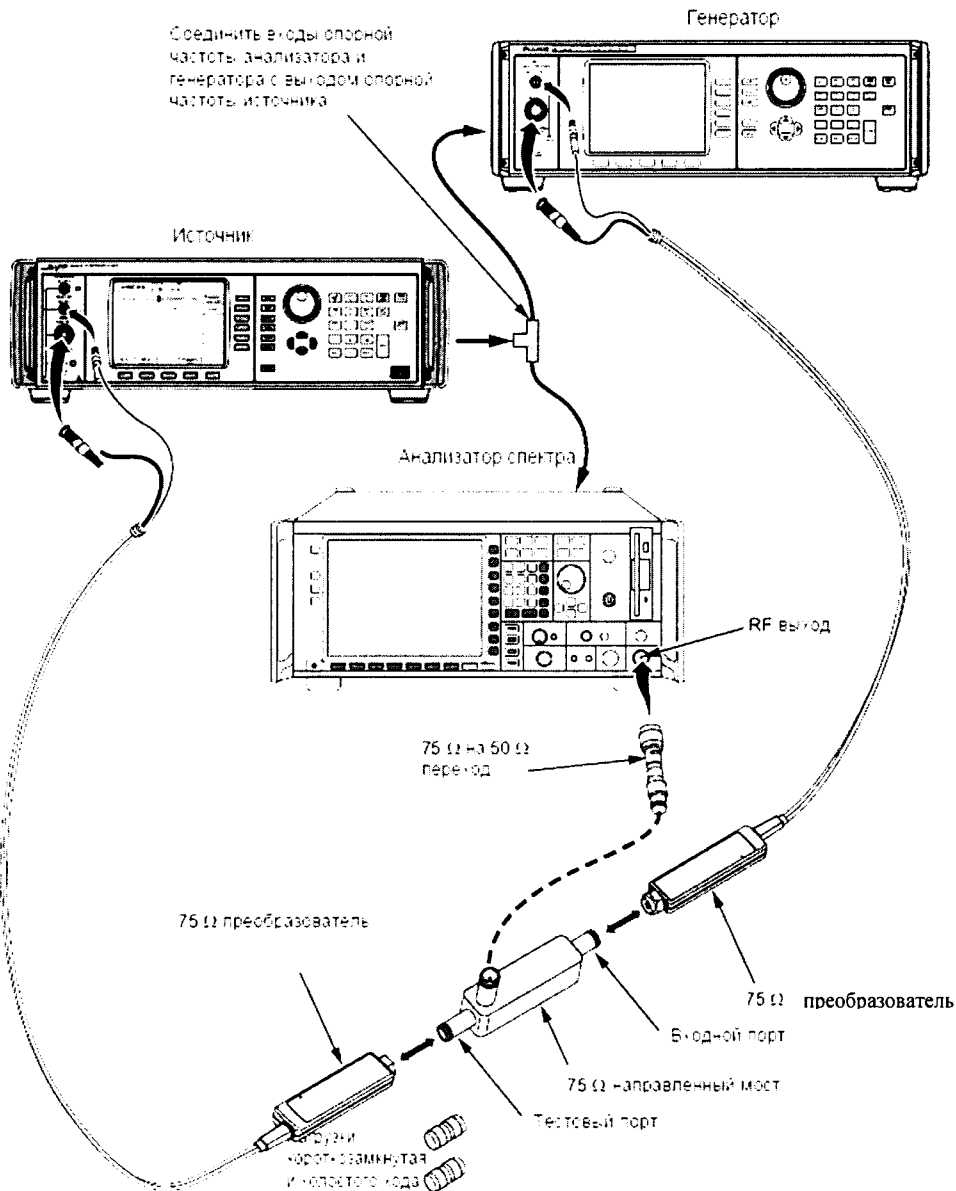 Генератор
Соединить входы опорной
частоты анализатора и
генератора с выходом опорной
частоты источника
Источник
Анализатор спектра
RF выход
75 Ω на 50 Ω
переход
75 Ω преобразователь
75 Ω преобразователь
Входной порт
75 Ω направленный мост
Тестовый порт
Нагрузки
короткозамкнутая
и холостого хода